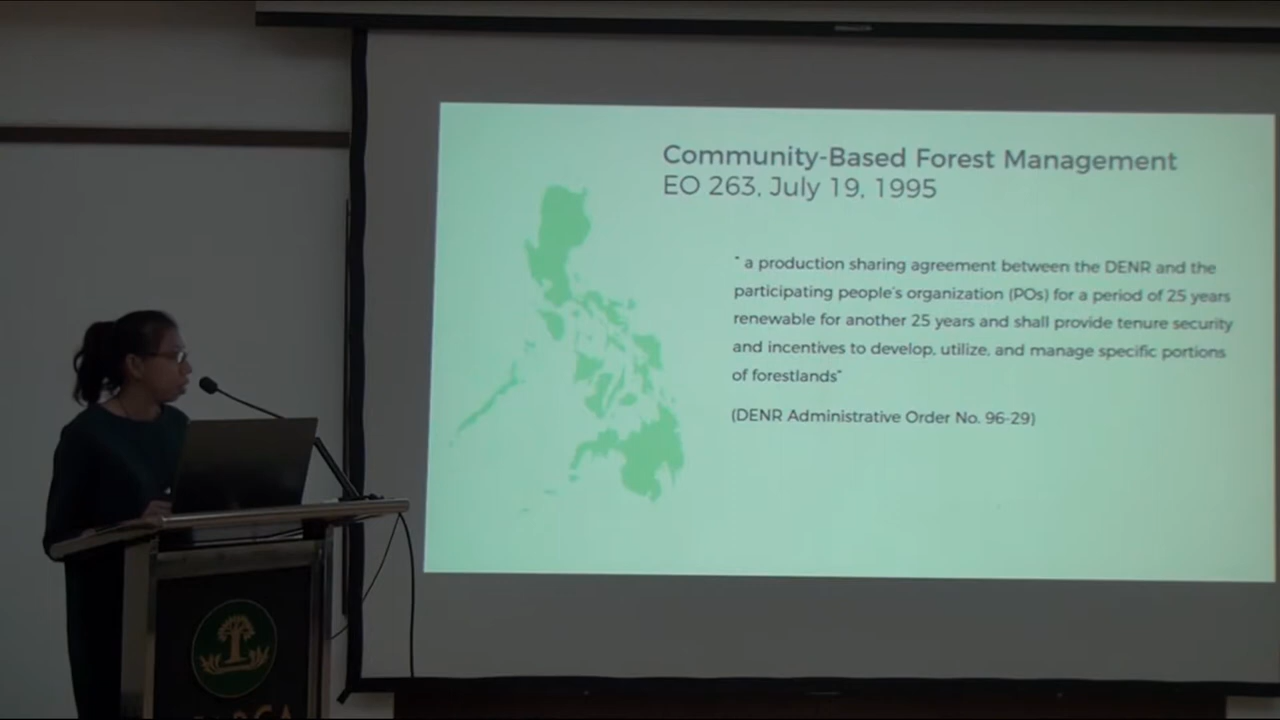 Community-Based Forest Management
EO 263, July 19, 1995
" a production sharing agreement between the DENR and the
participating people's organization (POs) for a period of 25 years
renewable for another 25 years and shall provide tenure security
and incentives to develop, utilize, and manage specific portions
of forestlands"
(DENR Administrative Order No. 96-29)